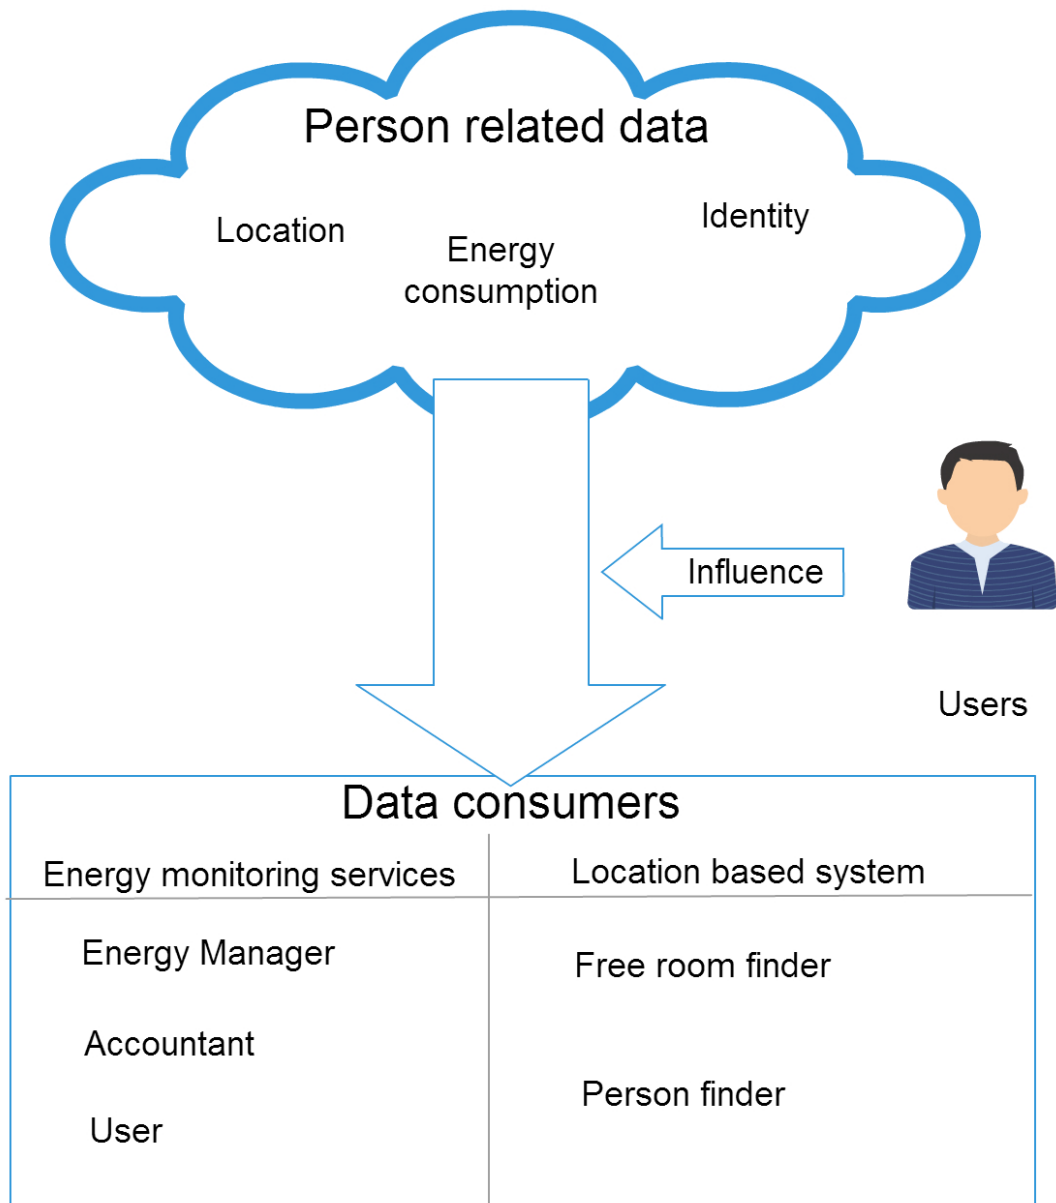 Person related data
Location
Identity
Energy
consumption
Influence
Users
Data consumers
Energy monitoring services
Location based system
Energy Manager
Free room finder
Accountant
Person finder
User